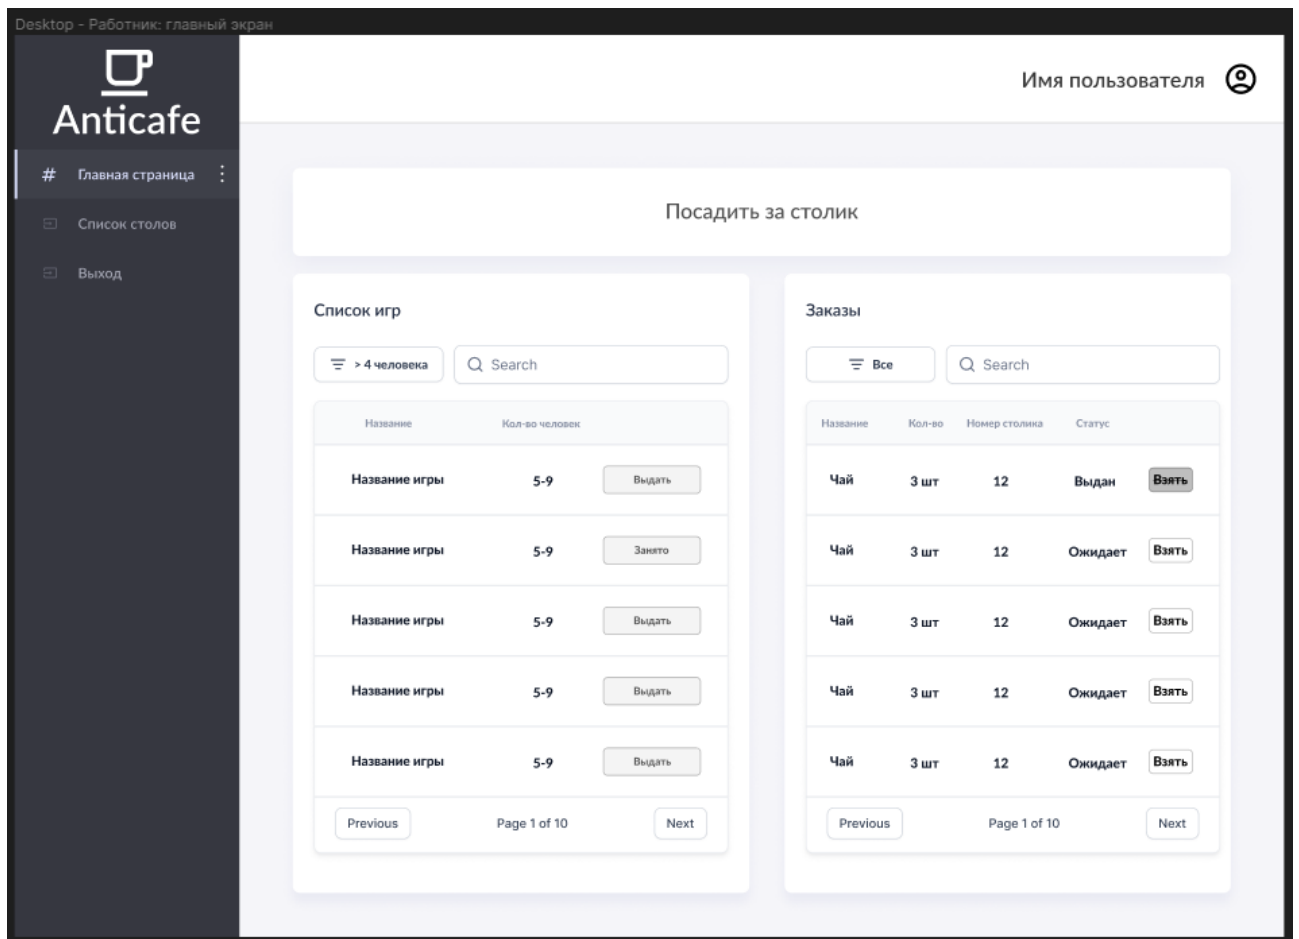 Desktop - Работник: главный экран
Anticafe
Имя пользователя
# Главная страница
Список столов
Выход
Посадить за столик
Список игр
> 4 человека Search
Название Кол-во человек
Название игры 5-9 Выдать
Название игры 5-9 Занято
Название игры 5-9 Выдать
Название игры 5-9 Выдать
Название игры 5-9 Выдать
Previous Page 1 of 10 Next
Заказы
Все Search
Название Кол-во Номер столика Статус
Чай 3 шт 12 Выдан Взять
Чай 3 шт 12 Ожидает Взять
Чай 3 шт 12 Ожидает Взять
Чай 3 шт 12 Ожидает Взять
Чай 3 шт 12 Ожидает Взять
Previous Page 1 of 10 Next